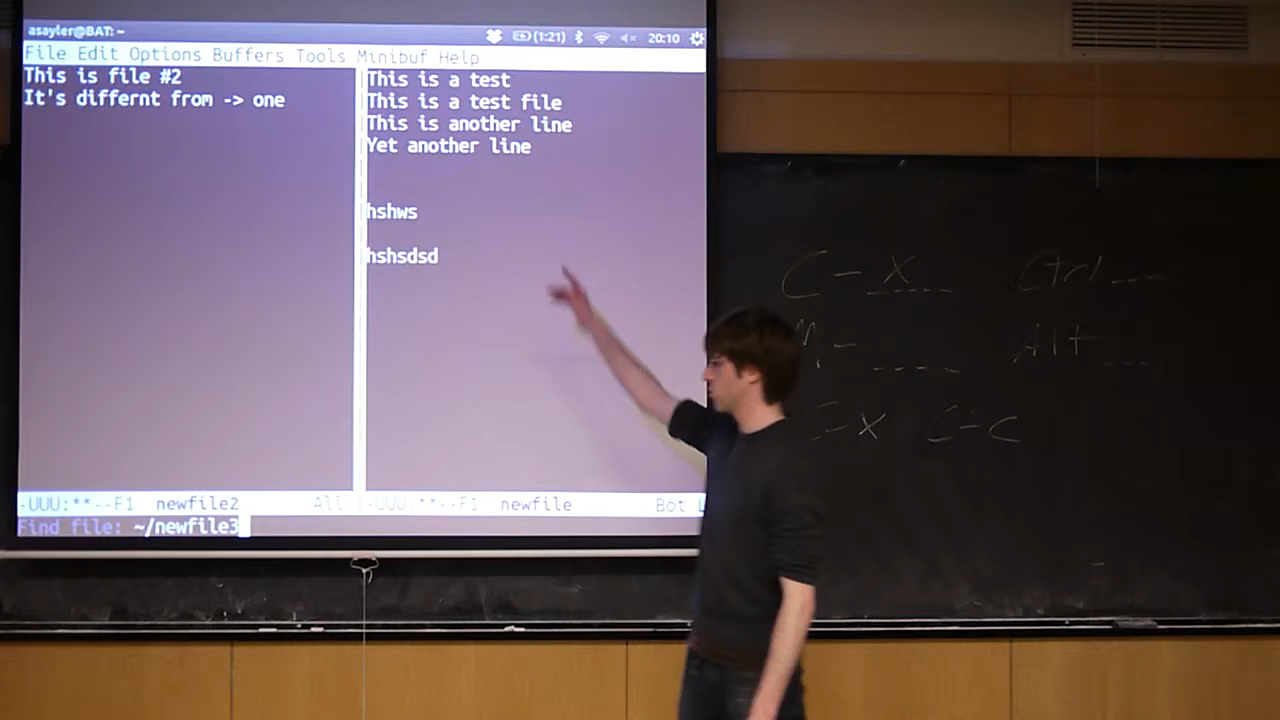 asayler@BAT: ~
(1:21) 20:10
File Edit Options Buffers Tools Minibuf Help
This is file #2
It's differnt from -> one
This is a test
This is a test file
This is another line
Yet another line
hshws
hshsdsd
-UUU:**--F1 newfile2 All
-UUU:**--F1 newfile Bot L
Find file: ~/newfile3
C - X Ctrl
M - Alt
C - X C - C